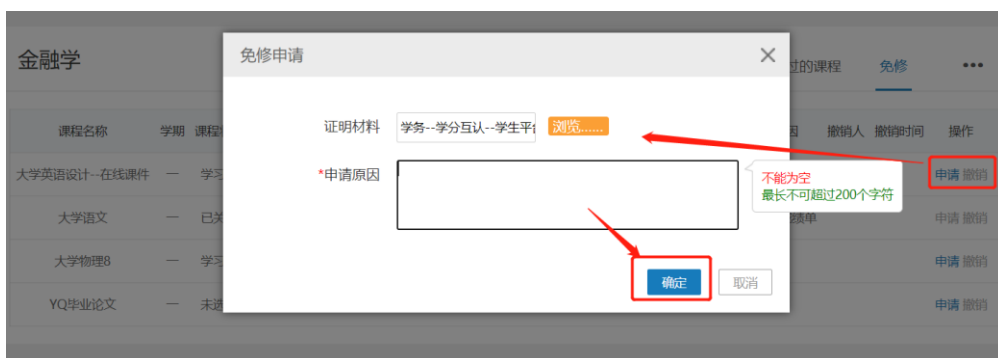 金融学
免修申请
过的课程
免修
•••
课程名称 学期 课程 撤销人 撤销时间 操作
证明材料 学务--学分互认--学生平台 浏览......
大学英语设计--在线课件 — 学习 申请 撤销
*申请原因
不能为空
最长不可超过200个字符
大学语文 — 已关 成绩单 申请 撤销
大学物理8 — 学习 申请 撤销
确定 取消
YQ毕业论文 — 未选 申请 撤销